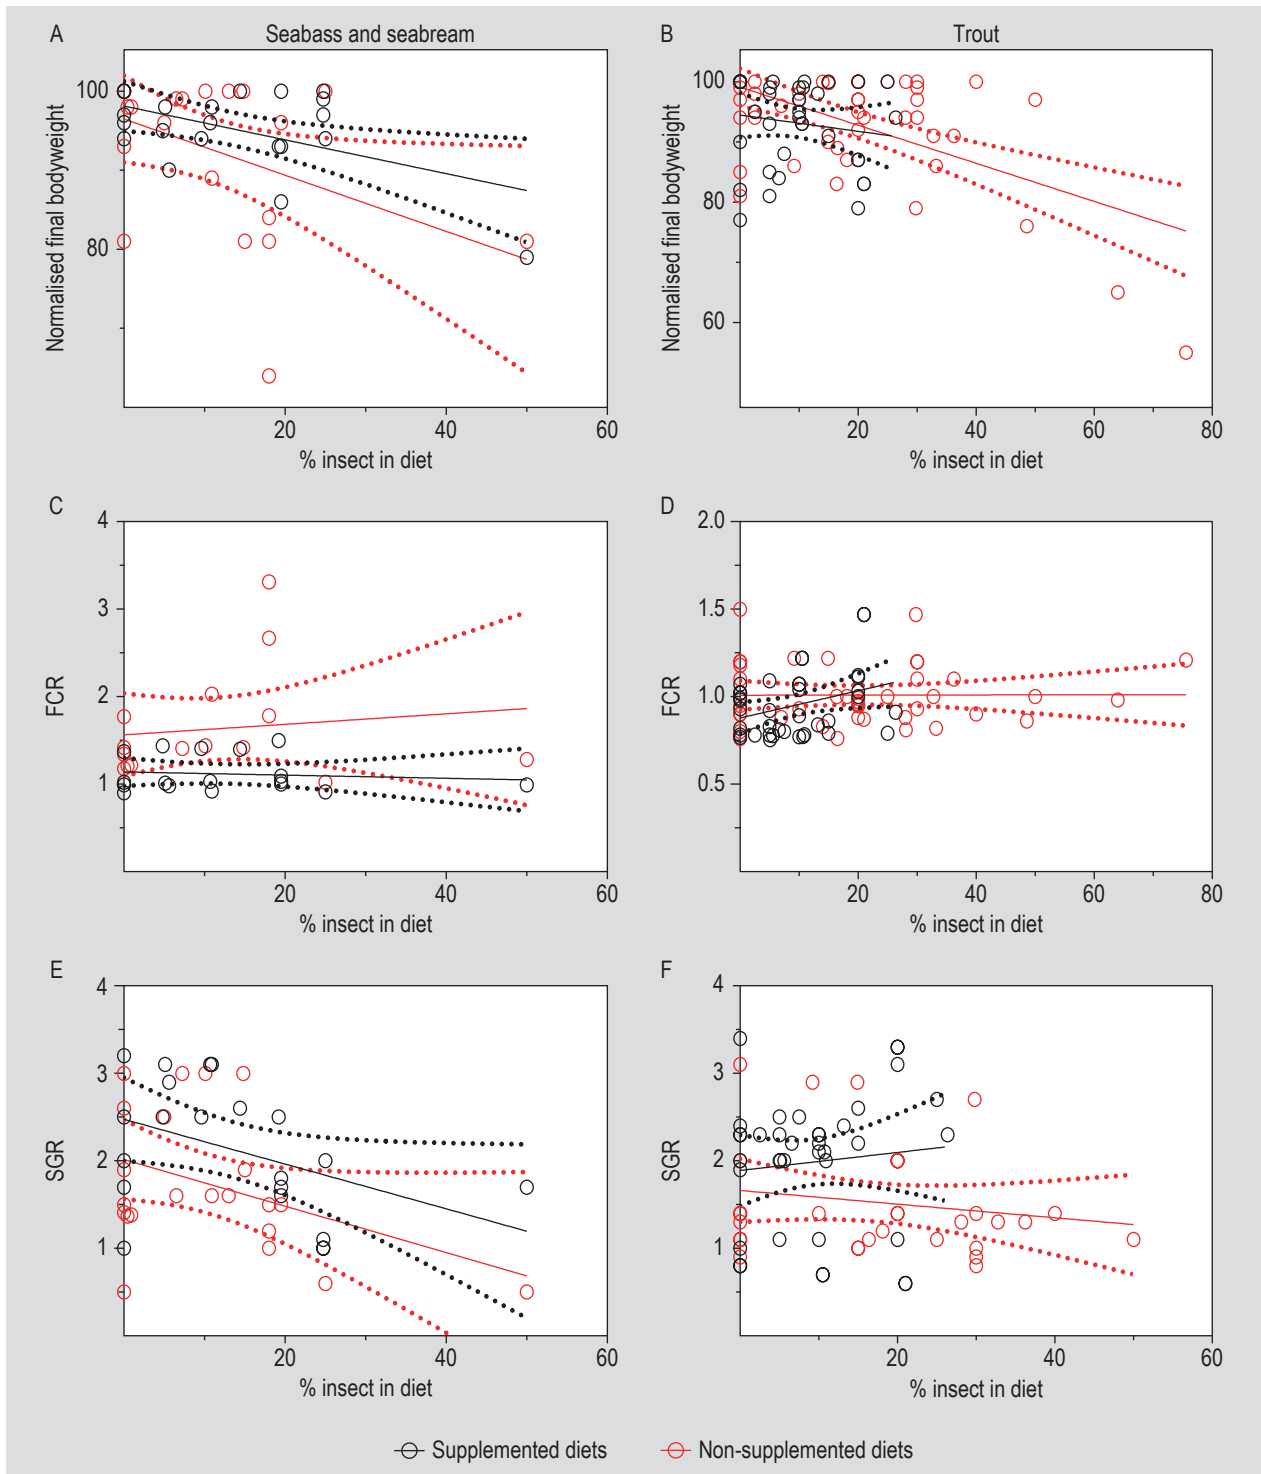 A
Seabass and seabream
B
Trout
Normalised final bodyweight
100
80
20
40
60
% insect in diet
Normalised final bodyweight
100
80
60
20
40
60
80
% insect in diet
C
FCR
4
3
2
1
20
40
60
% insect in diet
D
FCR
2.0
1.5
1.0
0.5
20
40
60
80
% insect in diet
E
SGR
4
3
2
1
20
40
60
% insect in diet
F
SGR
4
3
2
1
20
40
60
% insect in diet
Supplemented diets
Non-supplemented diets